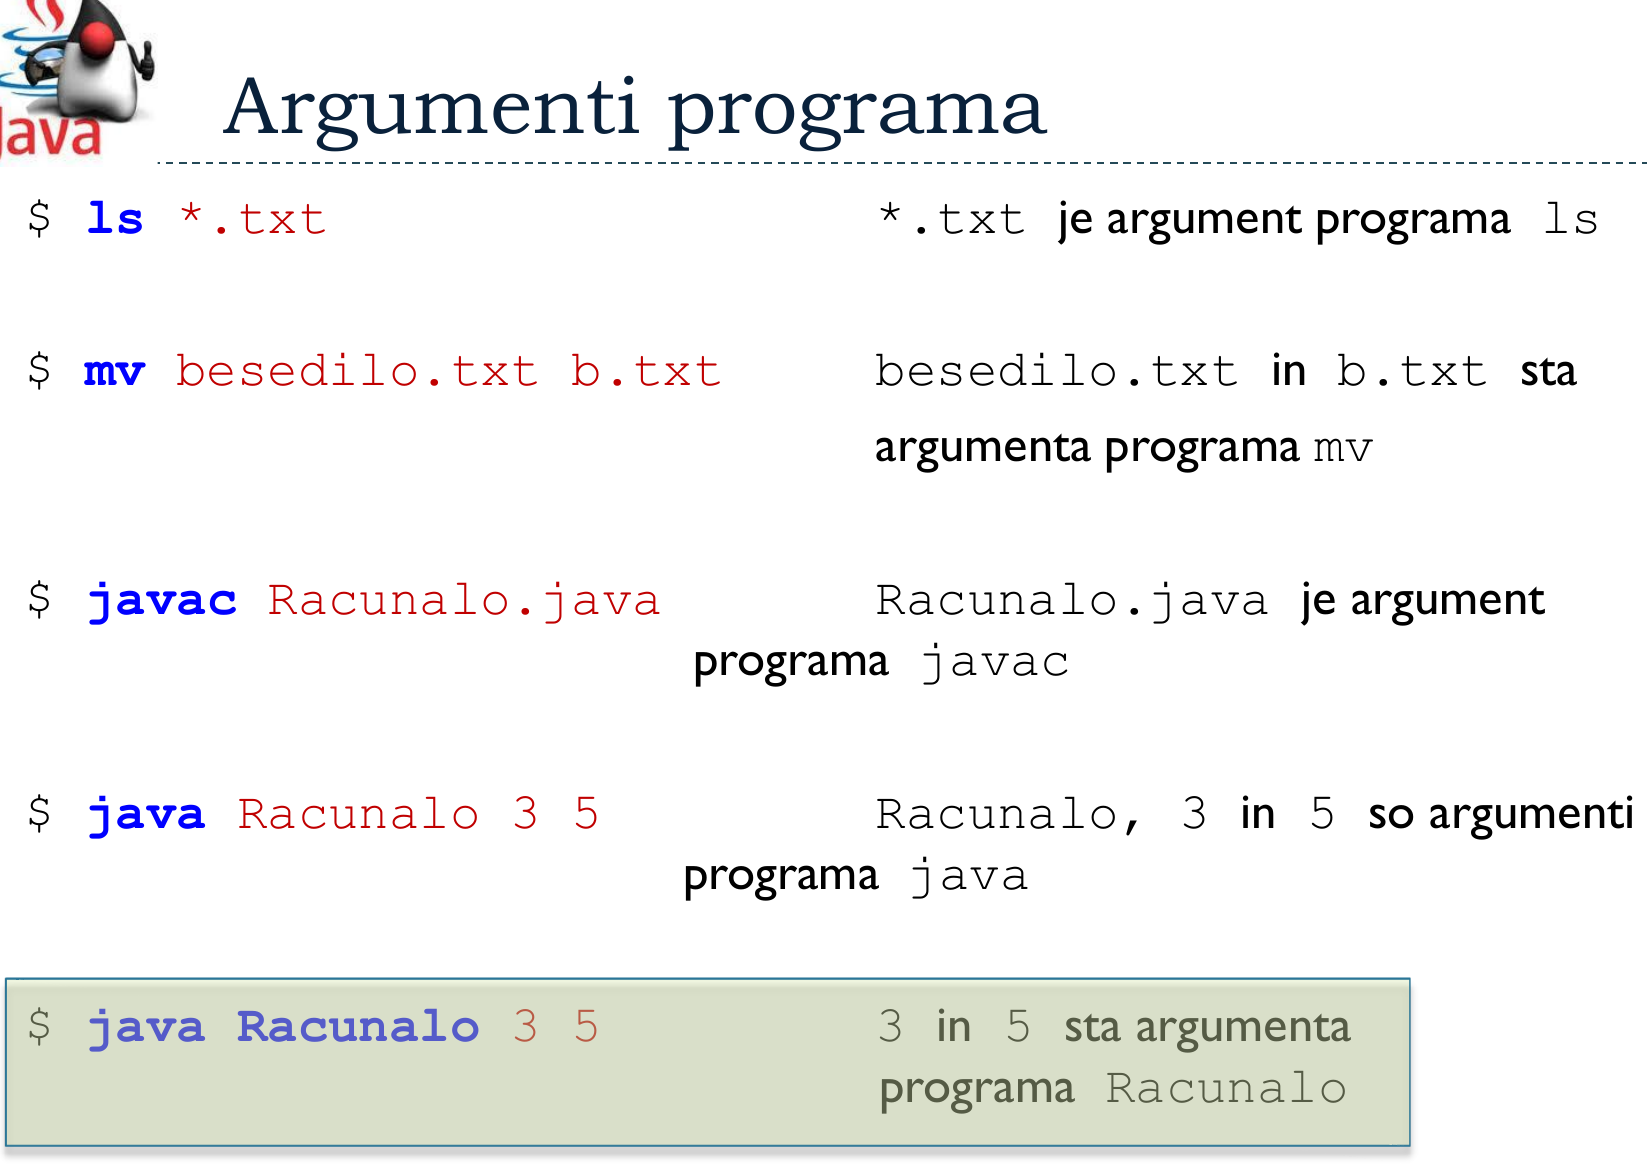 Java
Argumenti programa
$ ls *.txt *.txt je argument programa ls
$ mv besedilo.txt b.txt besedilo.txt in b.txt sta
argumenta programa mv
$ javac Racunalo.java Racunalo.java je argument
programa javac
$ java Racunalo 3 5 Racunalo, 3 in 5 so argumenti
programa java
$ java Racunalo 3 5 3 in 5 sta argumenta
programa Racunalo